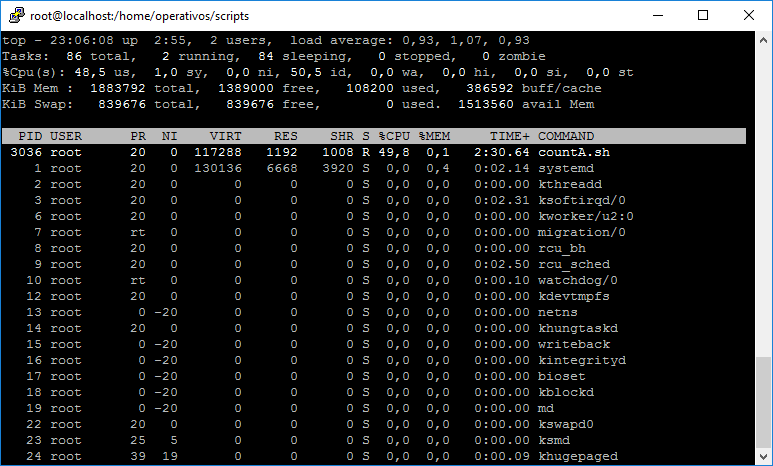 root@localhost:/home/operativos/scripts
top - 23:06:08 up  2:55,  2 users,  load average: 0,93, 1,07, 0,93
Tasks:  86 total,   2 running,  84 sleeping,   0 stopped,   0 zombie
%Cpu(s): 48,5 us,  1,0 sy,  0,0 ni, 50,5 id,  0,0 wa,  0,0 hi,  0,0 si,  0,0 st
KiB Mem :  1883792 total,  1389000 free,   108200 used,   386592 buff/cache
KiB Swap:   839676 total,   839676 free,        0 used.  1513560 avail Mem
  PID USER      PR  NI    VIRT    RES    SHR S %CPU %MEM     TIME+ COMMAND
 3036 root      20   0  117288   1192   1008 R 49,8  0,1   2:30.64 countA.sh
    1 root      20   0  130136   6668   3920 S  0,0  0,4   0:02.14 systemd
    2 root      20   0       0      0      0 S  0,0  0,0   0:00.00 kthreadd
    3 root      20   0       0      0      0 S  0,0  0,0   0:02.31 ksoftirqd/0
    6 root      20   0       0      0      0 S  0,0  0,0   0:00.00 kworker/u2:0
    7 root      rt   0       0      0      0 S  0,0  0,0   0:00.00 migration/0
    8 root      20   0       0      0      0 S  0,0  0,0   0:00.00 rcu_bh
    9 root      20   0       0      0      0 S  0,0  0,0   0:02.50 rcu_sched
   10 root      rt   0       0      0      0 S  0,0  0,0   0:00.10 watchdog/0
   12 root      20   0       0      0      0 S  0,0  0,0   0:00.00 kdevtmpfs
   13 root       0 -20       0      0      0 S  0,0  0,0   0:00.00 netns
   14 root      20   0       0      0      0 S  0,0  0,0   0:00.00 khungtaskd
   15 root       0 -20       0      0      0 S  0,0  0,0   0:00.00 writeback
   16 root       0 -20       0      0      0 S  0,0  0,0   0:00.00 kintegrityd
   17 root       0 -20       0      0      0 S  0,0  0,0   0:00.00 bioset
   18 root       0 -20       0      0      0 S  0,0  0,0   0:00.00 kblockd
   19 root       0 -20       0      0      0 S  0,0  0,0   0:00.00 md
   22 root      20   0       0      0      0 S  0,0  0,0   0:00.00 kswapd0
   23 root      25   5       0      0      0 S  0,0  0,0   0:00.00 ksmd
   24 root      39  19       0      0      0 S  0,0  0,0   0:00.09 khugepaged